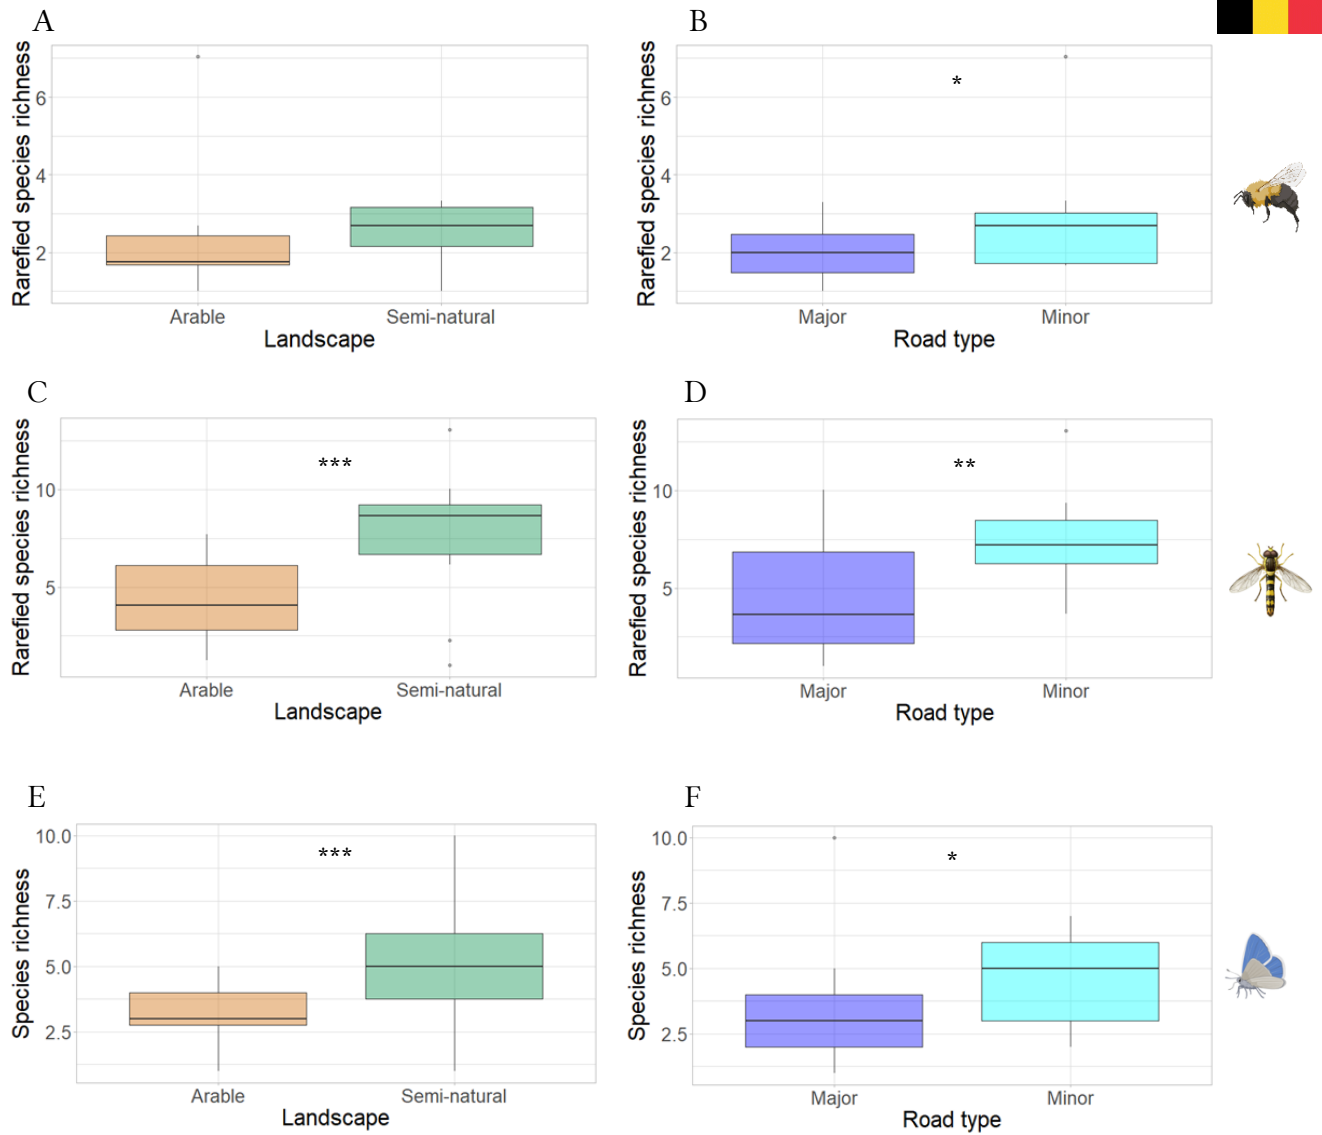 A
B
Rarefied species richness
6
4
2
Arable
Semi-natural
Landscape
Rarefied species richness
*
6
4
2
Major
Minor
Road type
C
D
Rarefied species richness
***
10
5
Arable
Semi-natural
Landscape
Rarefied species richness
**
10
5
Major
Minor
Road type
E
F
Species richness
***
10.0
7.5
5.0
2.5
Arable
Semi-natural
Landscape
Species richness
*
10.0
7.5
5.0
2.5
Major
Minor
Road type